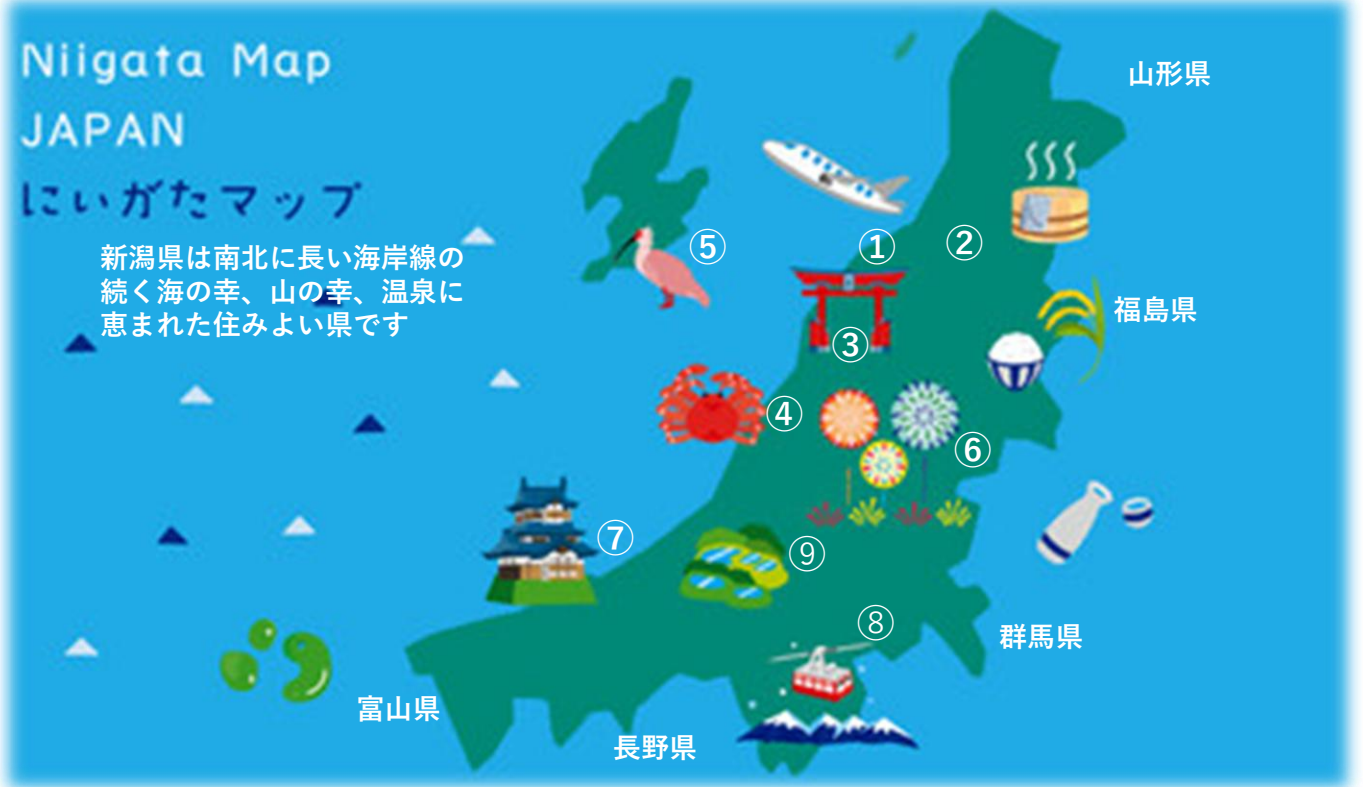 Niigata Map
JAPAN
にいがたマップ
新潟県は南北に長い海岸線の
続く海の幸、山の幸、温泉に
恵まれた住みよい県です
山形県
①
②
⑤
福島県
③
④
⑥
⑦
⑨
⑧
群馬県
富山県
長野県